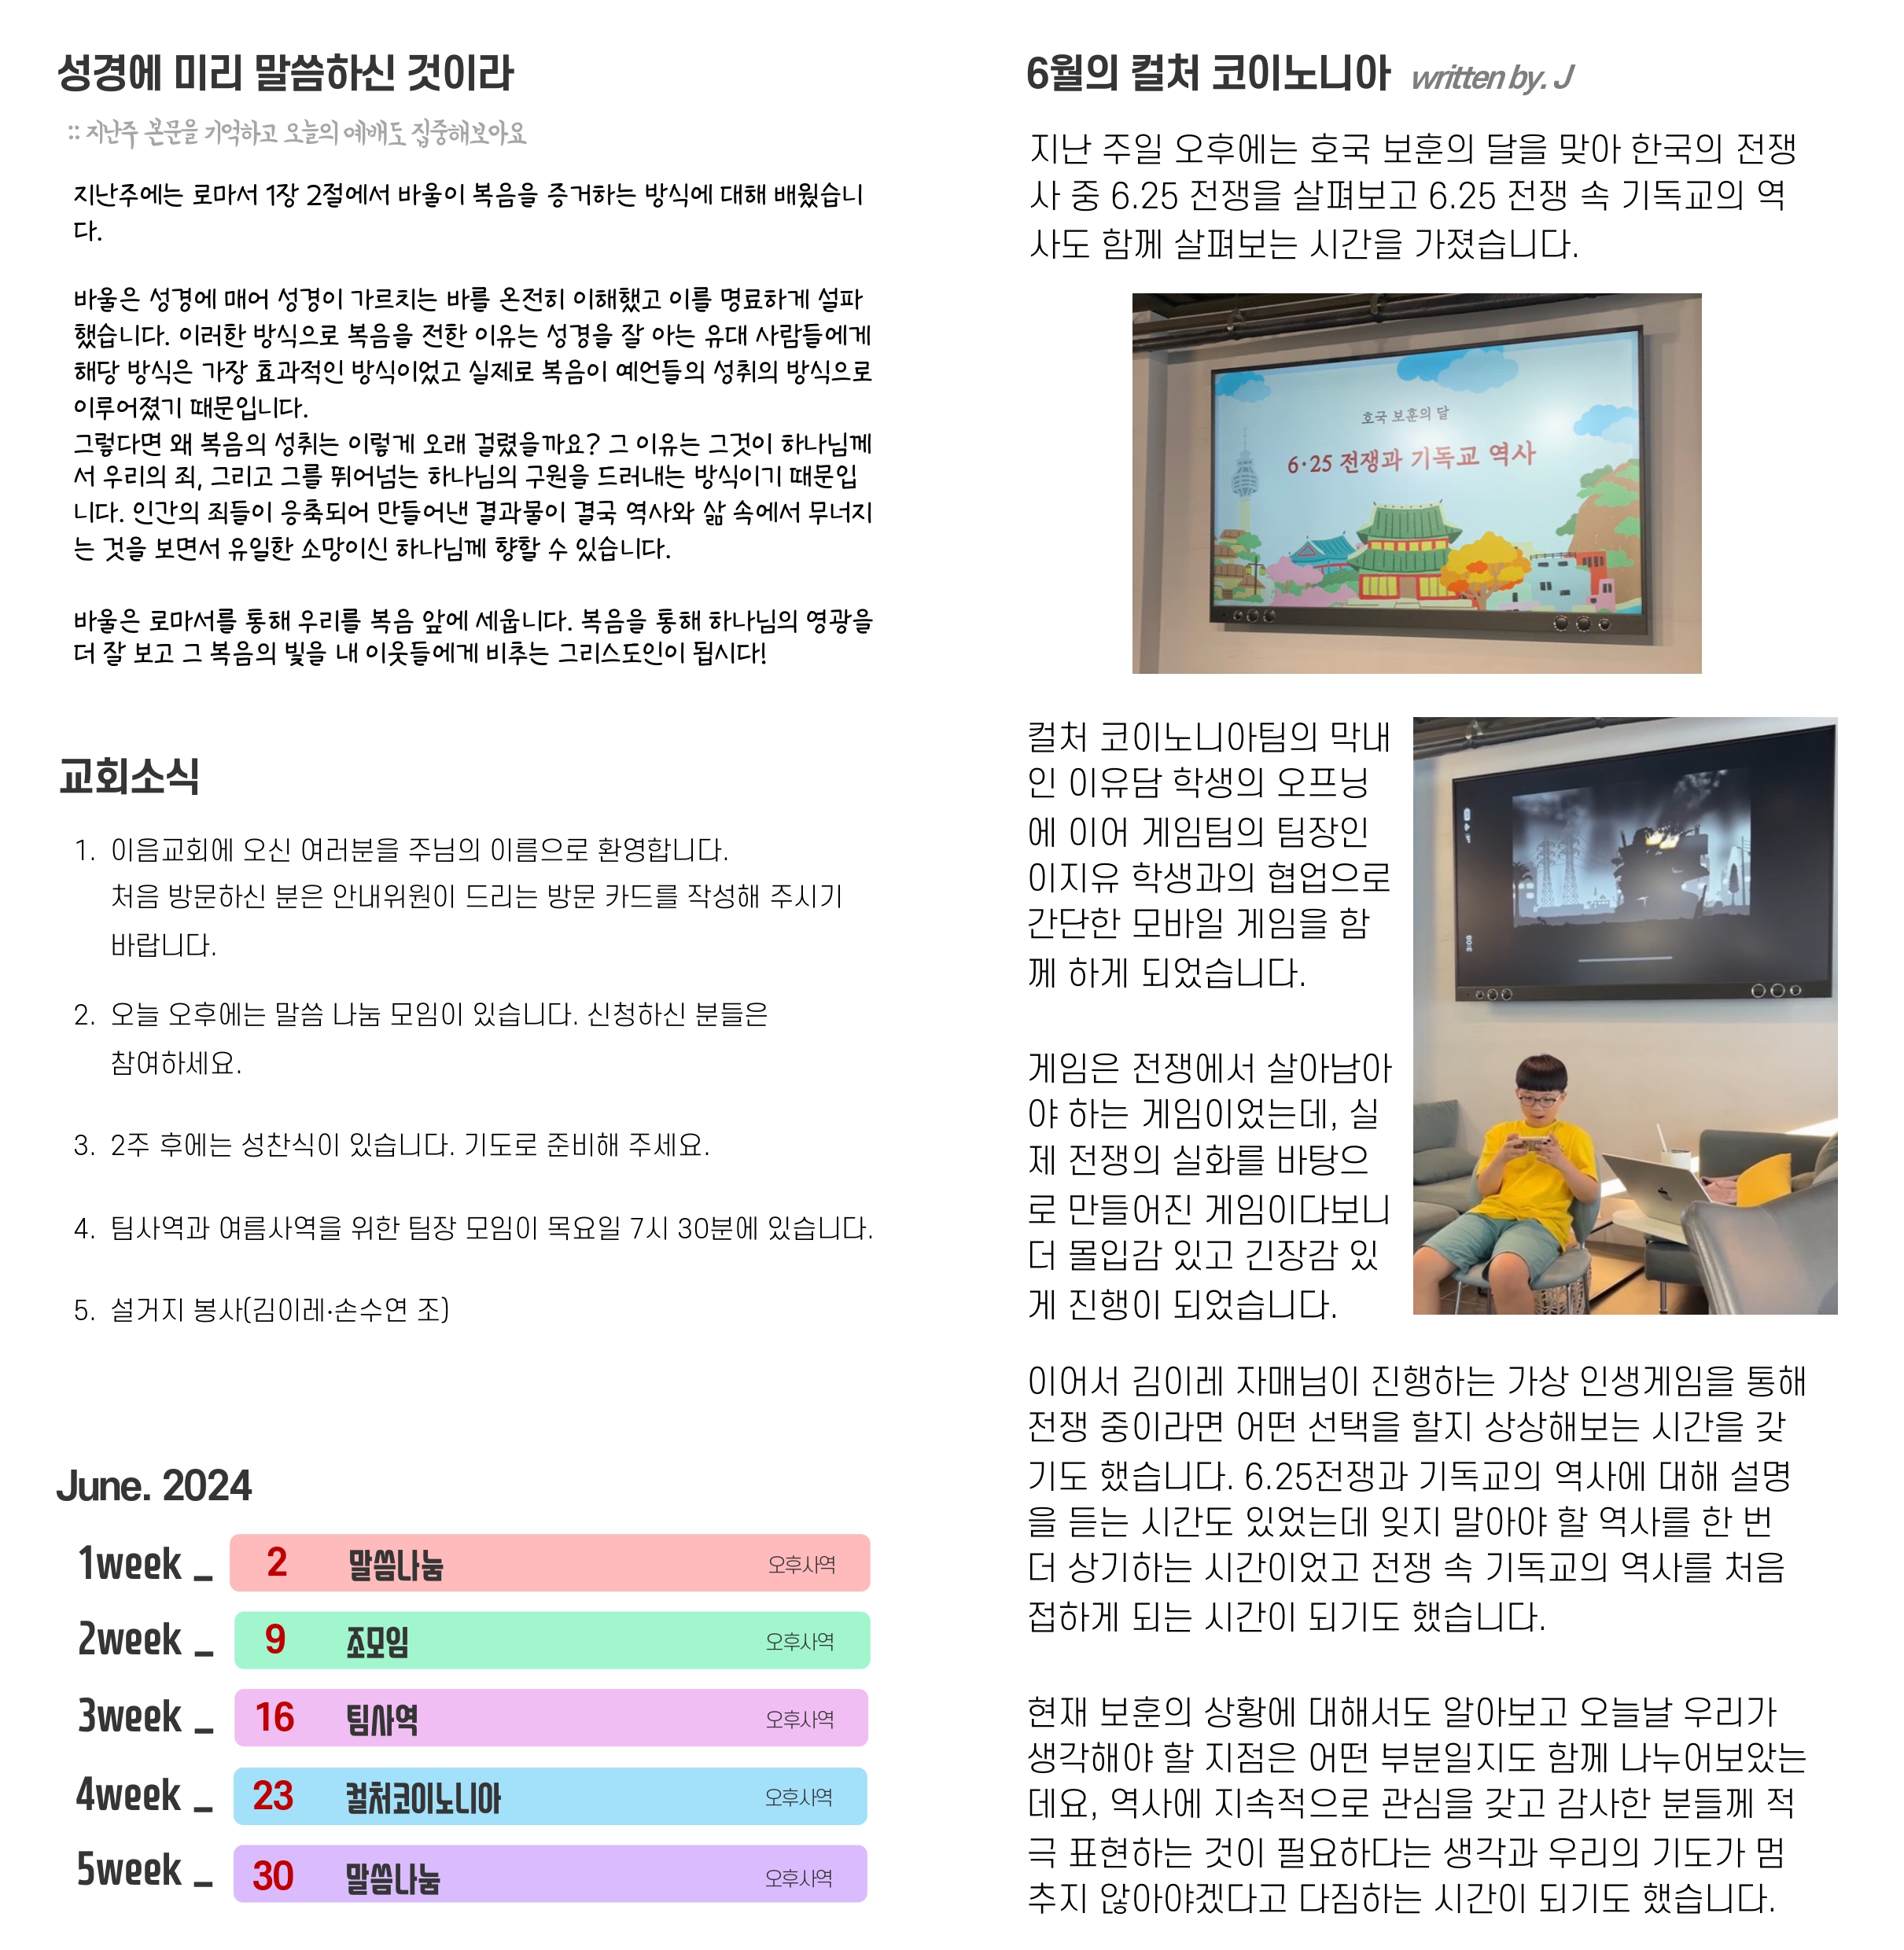 성경에 미리 말씀하신 것이라
:: 지난주 본문을 기억하고 오늘의 예배도 집중해보아요
지난주에는 로마서 1장 2절에서 바울이 복음을 증거하는 방식에 대해 배웠습니
다.
바울은 성경에 매어 성경이 가르치는 바를 온전히 이해했고 이를 명료하게 설파
했습니다. 이러한 방식으로 복음을 전한 이유는 성경을 잘 아는 유대 사람들에게
해당 방식은 가장 효과적인 방식이었고 실제로 복음이 예언들의 성취의 방식으로
이루어졌기 때문입니다.
그렇다면 왜 복음의 성취는 이렇게 오래 걸렸을까요? 그 이유는 그것이 하나님께
서 우리의 죄, 그리고 그를 뛰어넘는 하나님의 구원을 드러내는 방식이기 때문입
니다. 인간의 죄들이 응축되어 만들어낸 결과물이 결국 역사와 삶 속에서 무너지
는 것을 보면서 유일한 소망이신 하나님께 향할 수 있습니다.
바울은 로마서를 통해 우리를 복음 앞에 세웁니다. 복음을 통해 하나님의 영광을
더 잘 보고 그 복음의 빛을 내 이웃들에게 비추는 그리스도인이 됩시다!
교회소식
1. 이음교회에 오신 여러분을 주님의 이름으로 환영합니다.
처음 방문하신 분은 안내위원이 드리는 방문 카드를 작성해 주시기
바랍니다.
2. 오늘 오후에는 말씀 나눔 모임이 있습니다. 신청하신 분들은
참여하세요.
3. 2주 후에는 성찬식이 있습니다. 기도로 준비해 주세요.
4. 팀사역과 여름사역을 위한 팀장 모임이 목요일 7시 30분에 있습니다.
5. 설거지 봉사(김이레·손수연 조)
June. 2024
1week _ 2 말씀나눔 오후사역
2week _ 9 조모임 오후사역
3week _ 16 팀사역 오후사역
4week _ 23 컬처코이노니아 오후사역
5week _ 30 말씀나눔 오후사역
6월의 컬처 코이노니아 written by. J
지난 주일 오후에는 호국 보훈의 달을 맞아 한국의 전쟁
사 중 6.25 전쟁을 살펴보고 6.25 전쟁 속 기독교의 역
사도 함께 살펴보는 시간을 가졌습니다.
호국 보훈의 달
6·25 전쟁과 기독교 역사
컬처 코이노니아팀의 막내
인 이유담 학생의 오프닝
에 이어 게임팀의 팀장인
이지유 학생과의 협업으로
간단한 모바일 게임을 함
께 하게 되었습니다.
게임은 전쟁에서 살아남아
야 하는 게임이었는데, 실
제 전쟁의 실화를 바탕으
로 만들어진 게임이다보니
더 몰입감 있고 긴장감 있
게 진행이 되었습니다.
3:08
이어서 김이레 자매님이 진행하는 가상 인생게임을 통해
전쟁 중이라면 어떤 선택을 할지 상상해보는 시간을 갖
기도 했습니다. 6.25전쟁과 기독교의 역사에 대해 설명
을 듣는 시간도 있었는데 잊지 말아야 할 역사를 한 번
더 상기하는 시간이었고 전쟁 속 기독교의 역사를 처음
접하게 되는 시간이 되기도 했습니다.
현재 보훈의 상황에 대해서도 알아보고 오늘날 우리가
생각해야 할 지점은 어떤 부분일지도 함께 나누어보았는
데요, 역사에 지속적으로 관심을 갖고 감사한 분들께 적
극 표현하는 것이 필요하다는 생각과 우리의 기도가 멈
추지 않아야겠다고 다짐하는 시간이 되기도 했습니다.